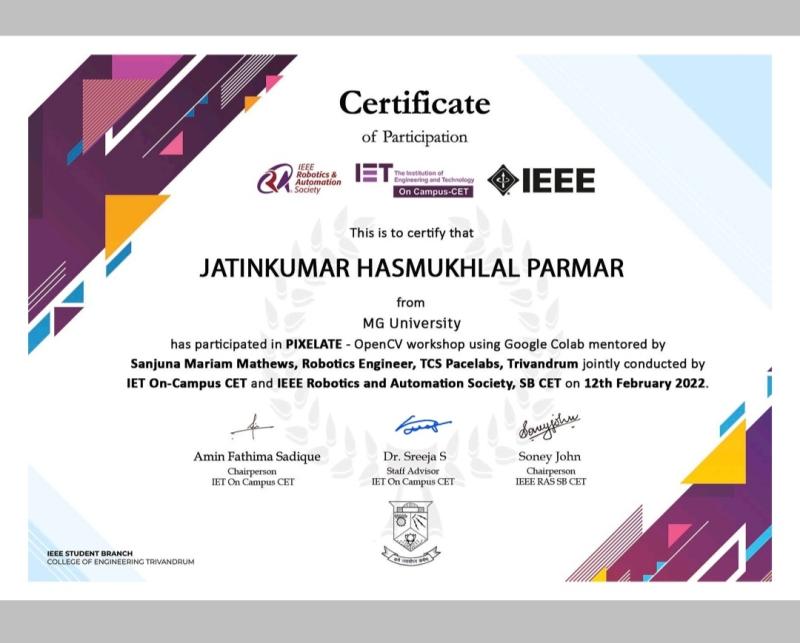 Certificate
of Participation
IEEE
Robotics &
Automation
Society
IET The Institution of
Engineering and Technology
On Campus-CET
IEEE
This is to certify that
JATINKUMAR HASMUKHLAL PARMAR
from
MG University
has participated in PIXELATE - OpenCV workshop using Google Colab mentored by
Sanjuna Mariam Mathews, Robotics Engineer, TCS Pacelabs, Trivandrum jointly conducted by
IET On-Campus CET and IEEE Robotics and Automation Society, SB CET on 12th February 2022.
Soneyjohn
Amin Fathima Sadique
Chairperson
IET On Campus CET
Dr. Sreeja S
Staff Advisor
IET On Campus CET
Soney John
Chairperson
IEEE RAS SB CET
IEEE STUDENT BRANCH
COLLEGE OF ENGINEERING TRIVANDRUM